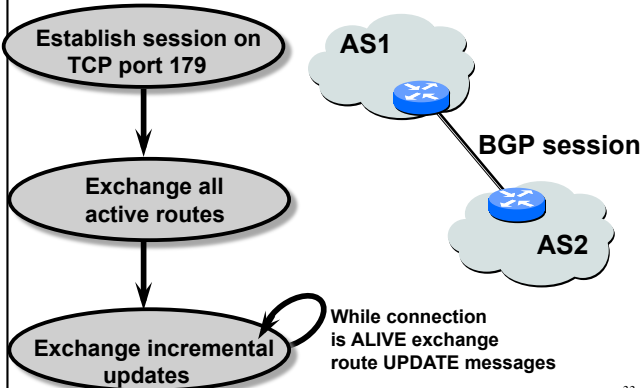 Establish session on
TCP port 179
Exchange all
active routes
Exchange incremental
updates
While connection
is ALIVE exchange
route UPDATE messages
AS1
BGP session
AS2